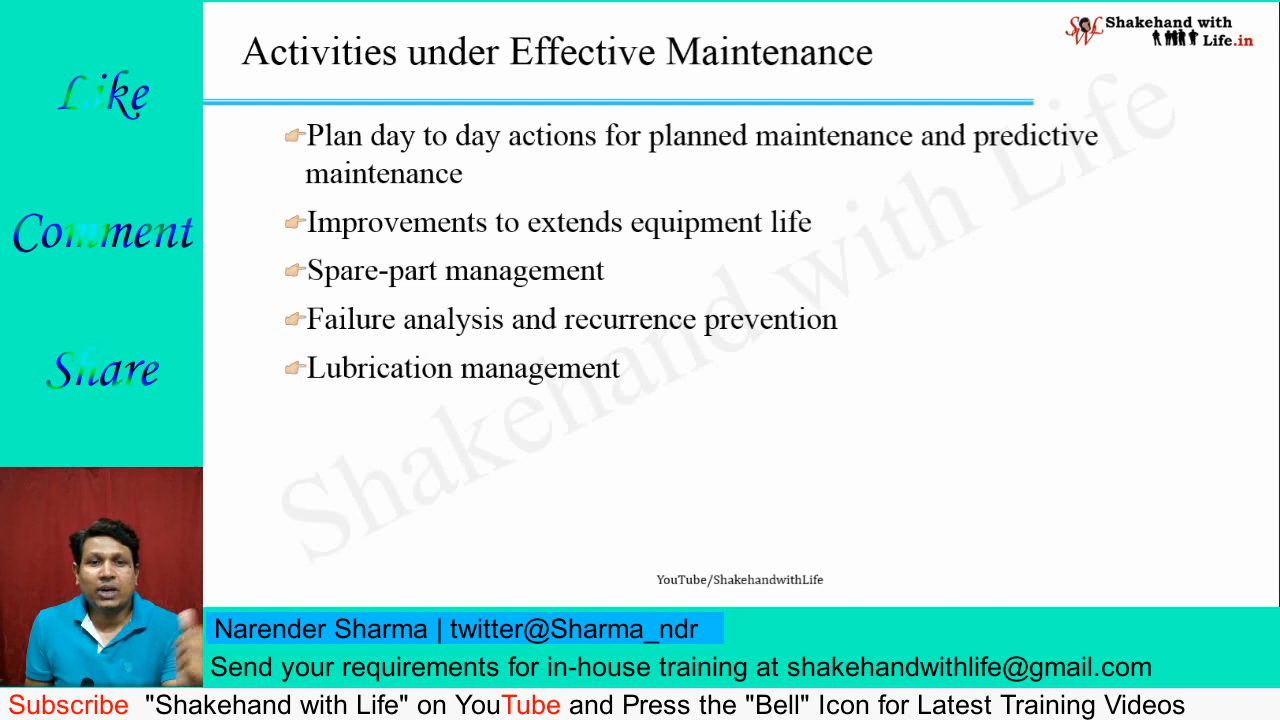 Like
Comment
Share
Activities under Effective Maintenance
Shakehand with
Life.in
Plan day to day actions for planned maintenance and predictive
maintenance
Improvements to extends equipment life
Spare-part management
Failure analysis and recurrence prevention
Lubrication management
Shakehand with Life
YouTube/ShakehandwithLife
Narender Sharma | twitter@Sharma_ndr
Send your requirements for in-house training at shakehandwithlife@gmail.com
Subscribe "Shakehand with Life" on YouTube and Press the "Bell" Icon for Latest Training Videos